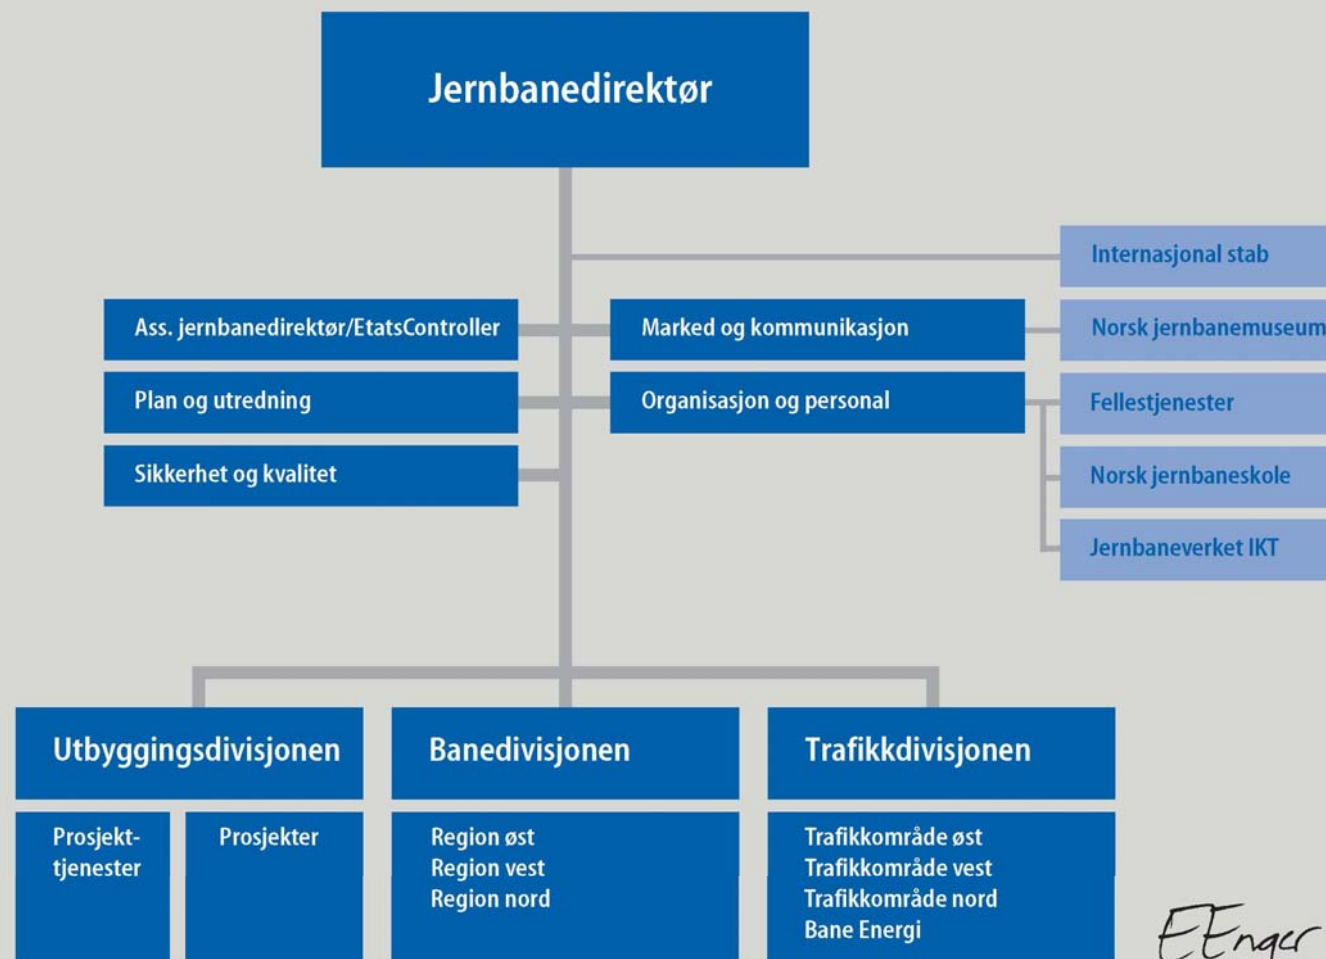 Jernbanedirektør
Internasjonal stab
Ass. jernbanedirektør/EtatsController
Marked og kommunikasjon
Norsk jernbanemuseum
Plan og utredning
Organisasjon og personal
Fellestjenester
Sikkerhet og kvalitet
Norsk jernbaneskole
Jernbaneverket IKT
Utbyggingsdivisjonen
Banedivisjonen
Trafikkdivisjonen
Prosjekt-
tjenester
Prosjekter
Region øst
Region vest
Region nord
Trafikkområde øst
Trafikkområde vest
Trafikkområde nord
Bane Energi
EEnger